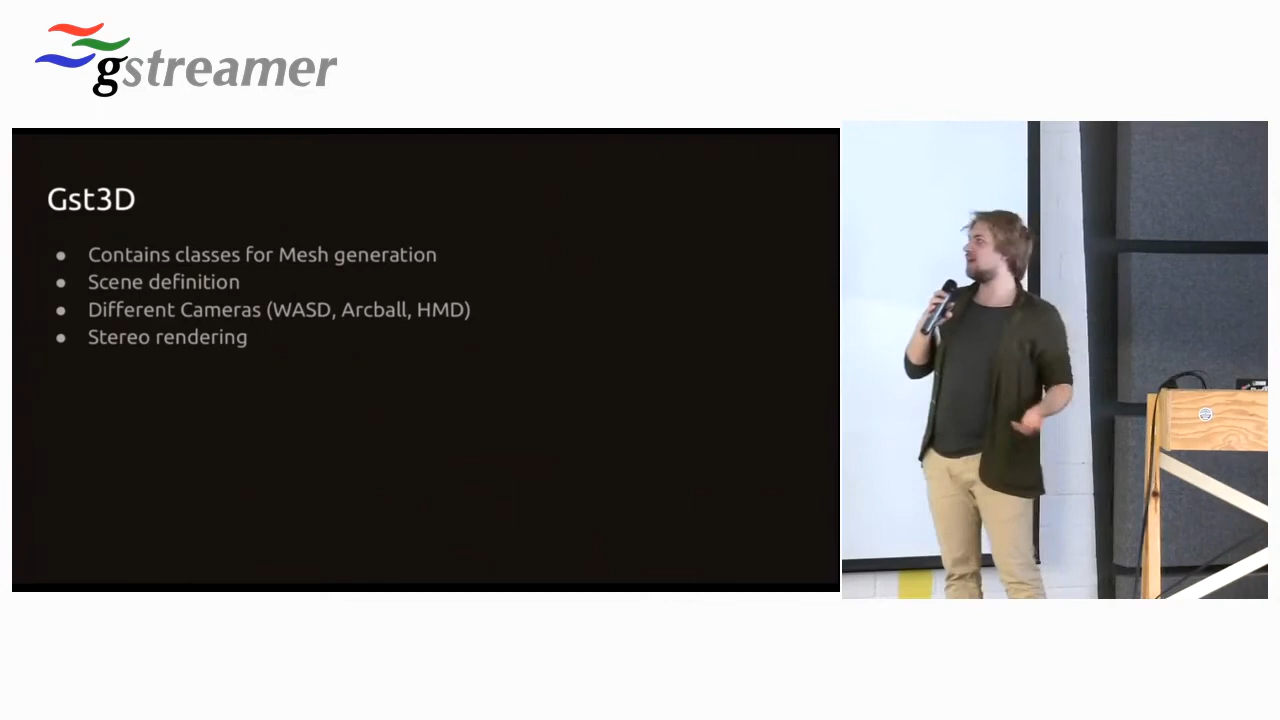 gstreamer
Gst3D
● Contains classes for Mesh generation
● Scene definition
● Different Cameras (WASD, Arcball, HMD)
● Stereo rendering